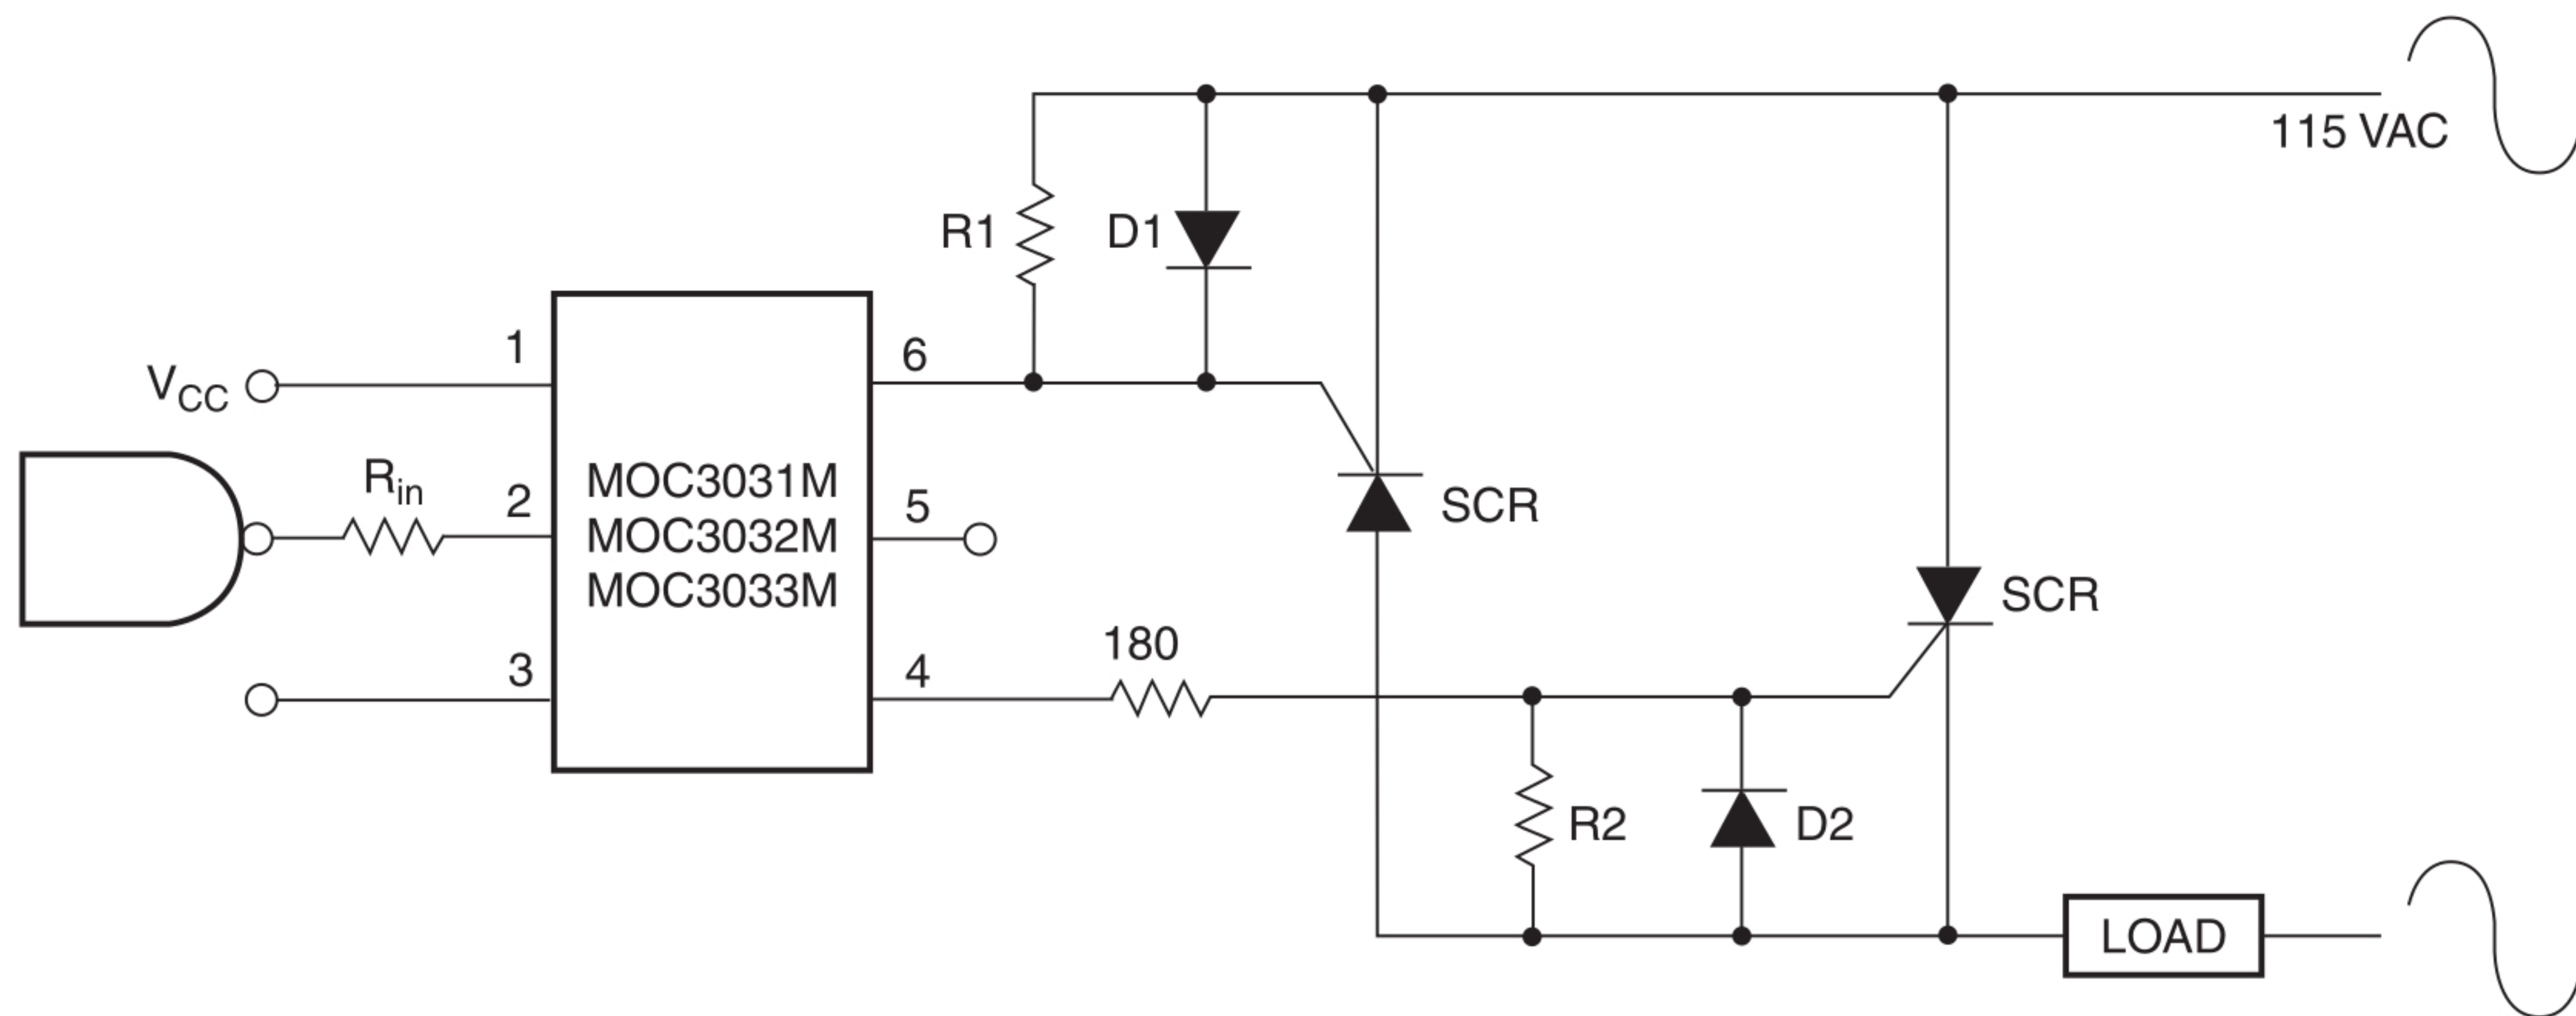 115 VAC
R1
D1
1
6
VCC
Rin
2
5
MOC3031M
MOC3032M
MOC3033M
SCR
SCR
3
4
180
R2
D2
LOAD